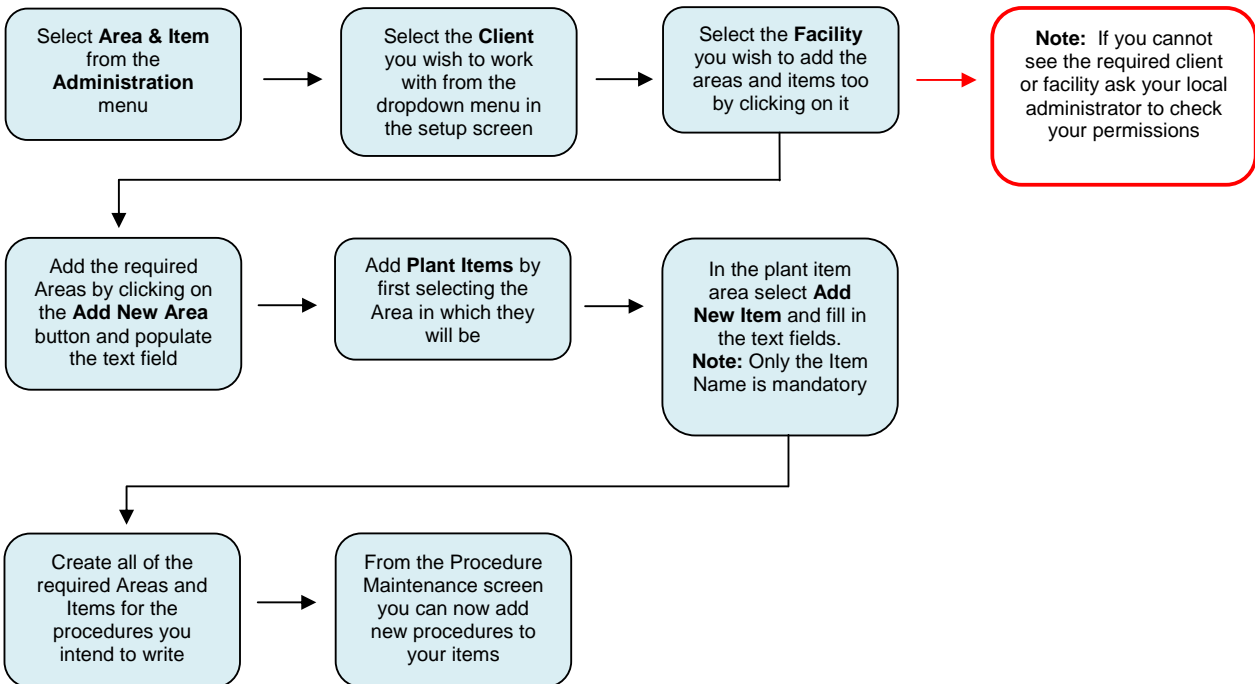 Select Area & Item
from the
Administration
menu
Select the Client
you wish to work
with from the
dropdown menu in
the setup screen
Select the Facility
you wish to add the
areas and items too
by clicking on it
Note: If you cannot
see the required client
or facility ask your local
administrator to check
your permissions
Add the required
Areas by clicking on
the Add New Area
button and populate
the text field
Add Plant Items by
first selecting the
Area in which they
will be
In the plant item
area select Add
New Item and fill in
the text fields.
Note: Only the Item
Name is mandatory
Create all of the
required Areas and
Items for the
procedures you
intend to write
From the Procedure
Maintenance screen
you can now add
new procedures to
your items